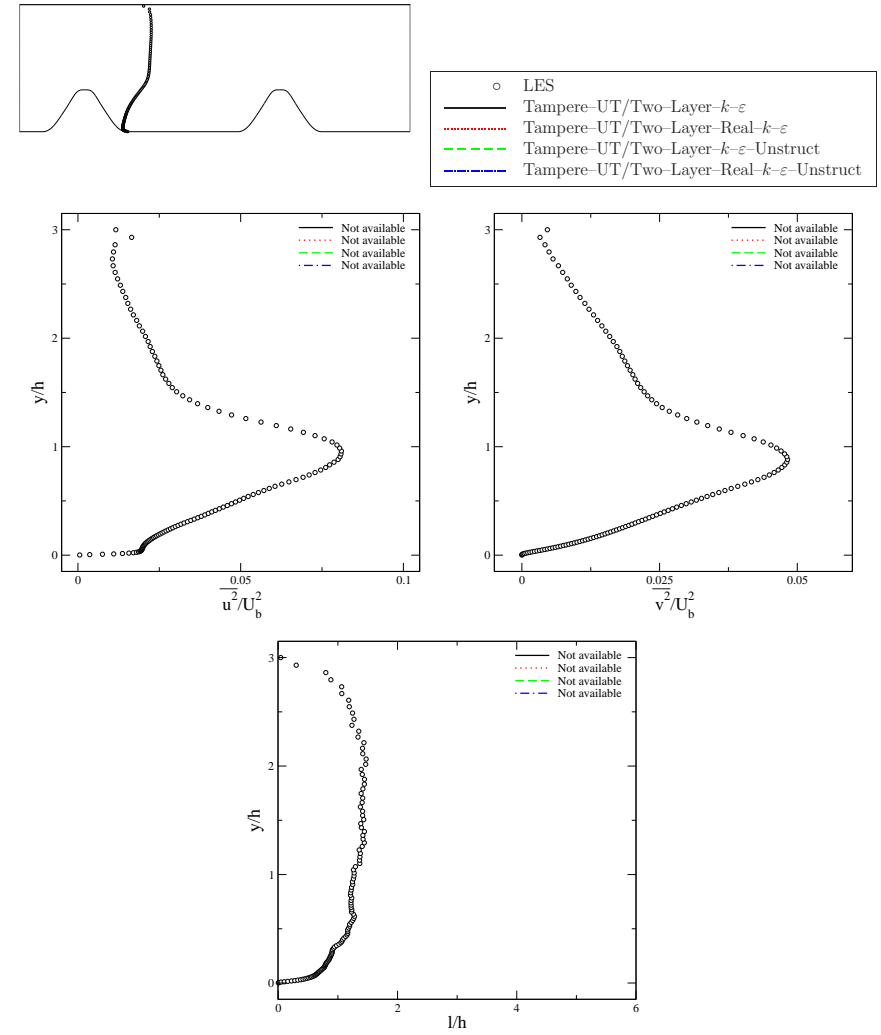 LES
Tampere–UT/Two–Layer–k–ε
Tampere–UT/Two–Layer–Real–k–ε
Tampere–UT/Two–Layer–k–ε–Unstruct
Tampere–UT/Two–Layer–Real–k–ε–Unstruct
Not available
Not available
Not available
Not available
3
2
1
0
y/h
0
0.05
0.1
u²/U_b²
Not available
Not available
Not available
Not available
3
2
1
0
y/h
0
0.025
0.05
v²/U_b²
Not available
Not available
Not available
Not available
3
2
1
0
y/h
0
2
4
6
l/h